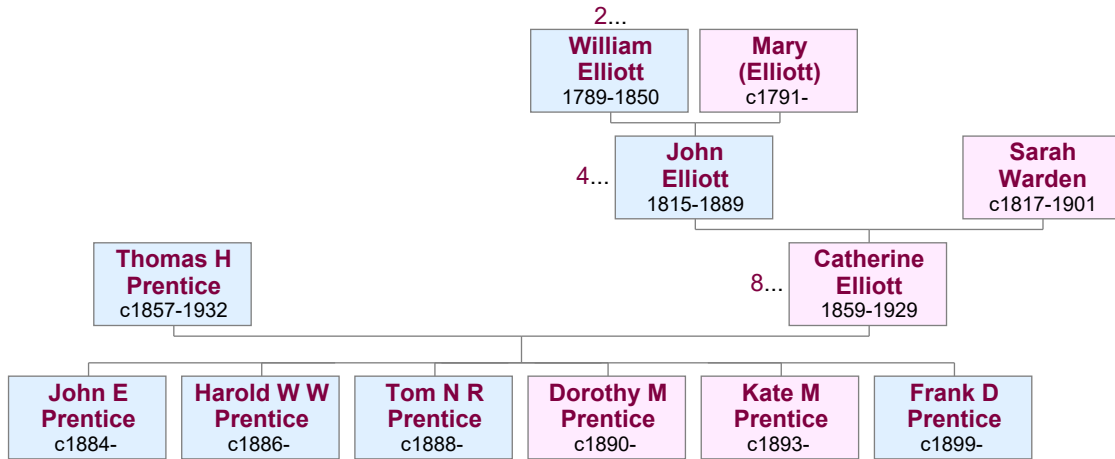 2...
William
Elliott
1789-1850
Mary
(Elliott)
c1791-
4...
John
Elliott
1815-1889
Sarah
Warden
c1817-1901
Thomas H
Prentice
c1857-1932
8...
Catherine
Elliott
1859-1929
John E
Prentice
c1884-
Harold W W
Prentice
c1886-
Tom N R
Prentice
c1888-
Dorothy M
Prentice
c1890-
Kate M
Prentice
c1893-
Frank D
Prentice
c1899-